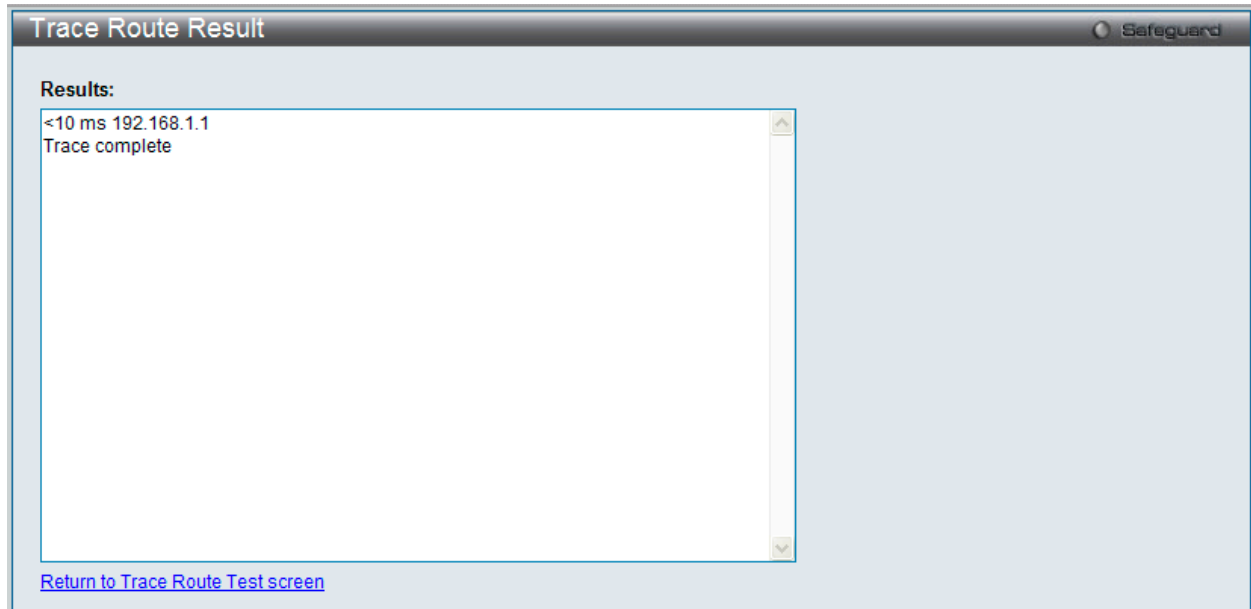 Trace Route Result
Safeguard
Results:
<10 ms 192.168.1.1
Trace complete
Return to Trace Route Test screen